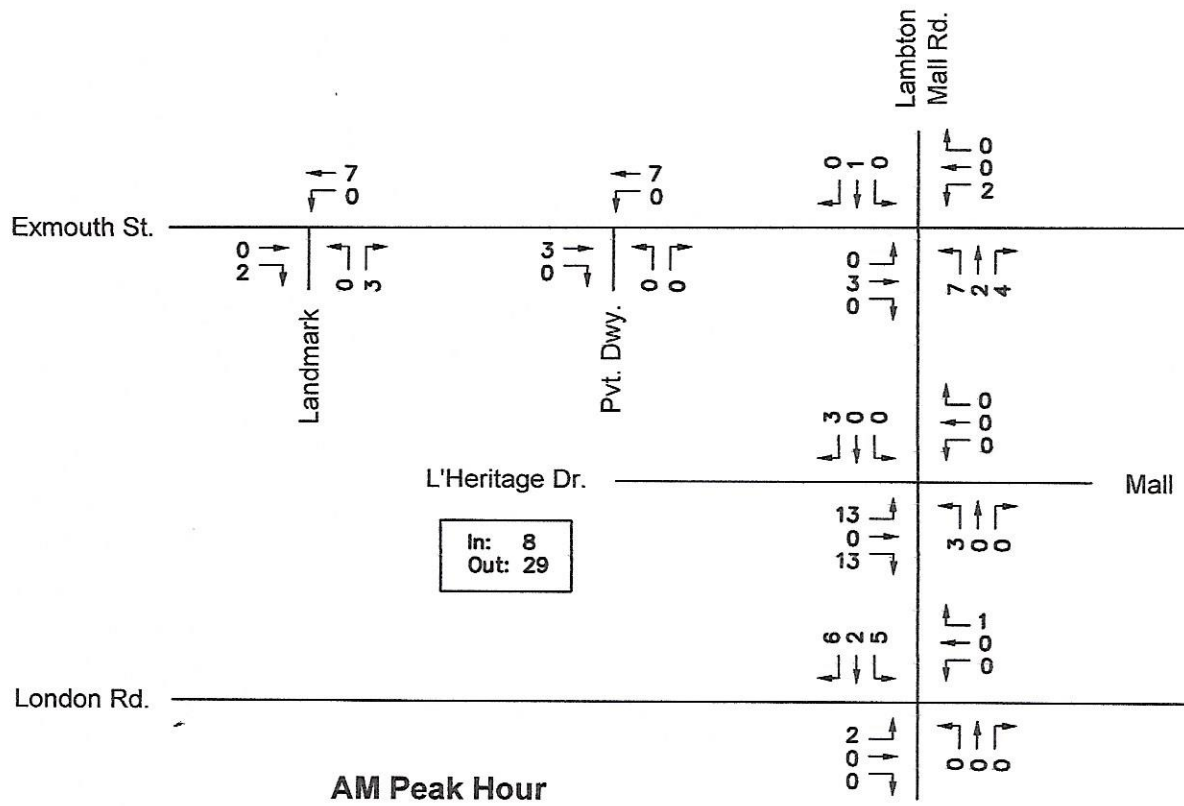 Lambton
Mall Rd.
0 1 0
0
0
2
7
0
7
0
Exmouth St.
0
2
0 3
3
0
0 0
0
3
0
7 2 4
Landmark
Pvt. Dwy.
3 0 0
0
0
0
L'Heritage Dr.
Mall
13
0
13
3 0 0
In: 8
Out: 29
6 2 5
1
0
0
London Rd.
2
0
0
0 0 0
AM Peak Hour